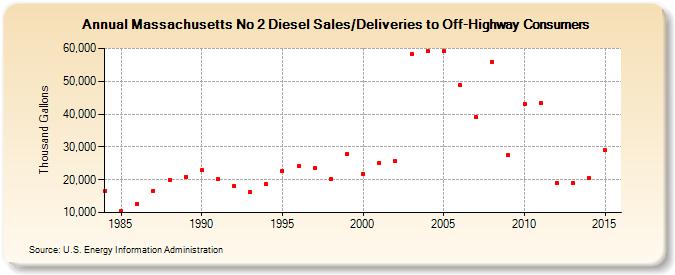 Annual Massachusetts No 2 Diesel Sales/Deliveries to Off-Highway Consumers
Thousand Gallons
60,000
50,000
40,000
30,000
20,000
10,000
1985 1990 1995 2000 2005 2010 2015
Source: U.S. Energy Information Administration